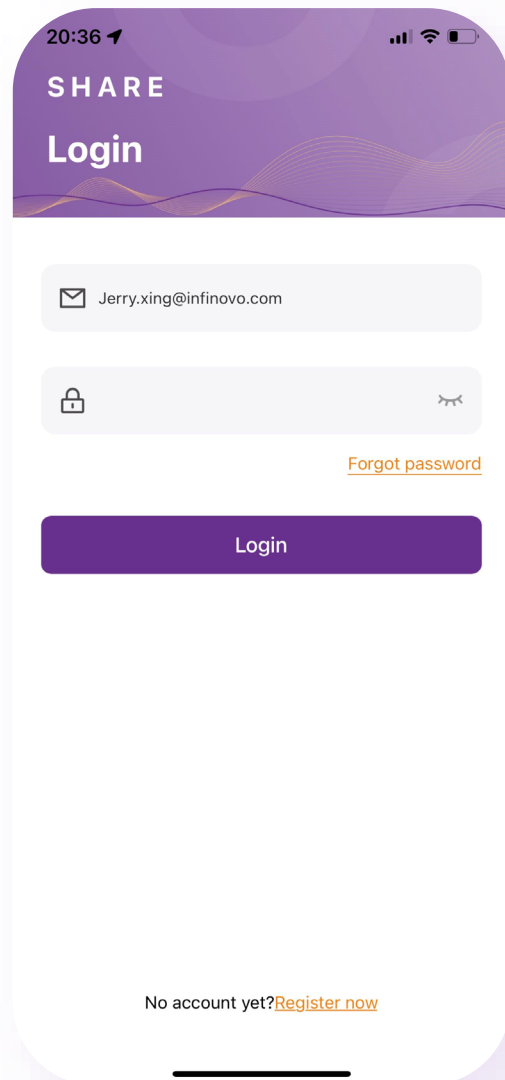 20:36
SHARE
Login
Jerry.xing@infinovo.com
Forgot password
Login
No account yet?Register now